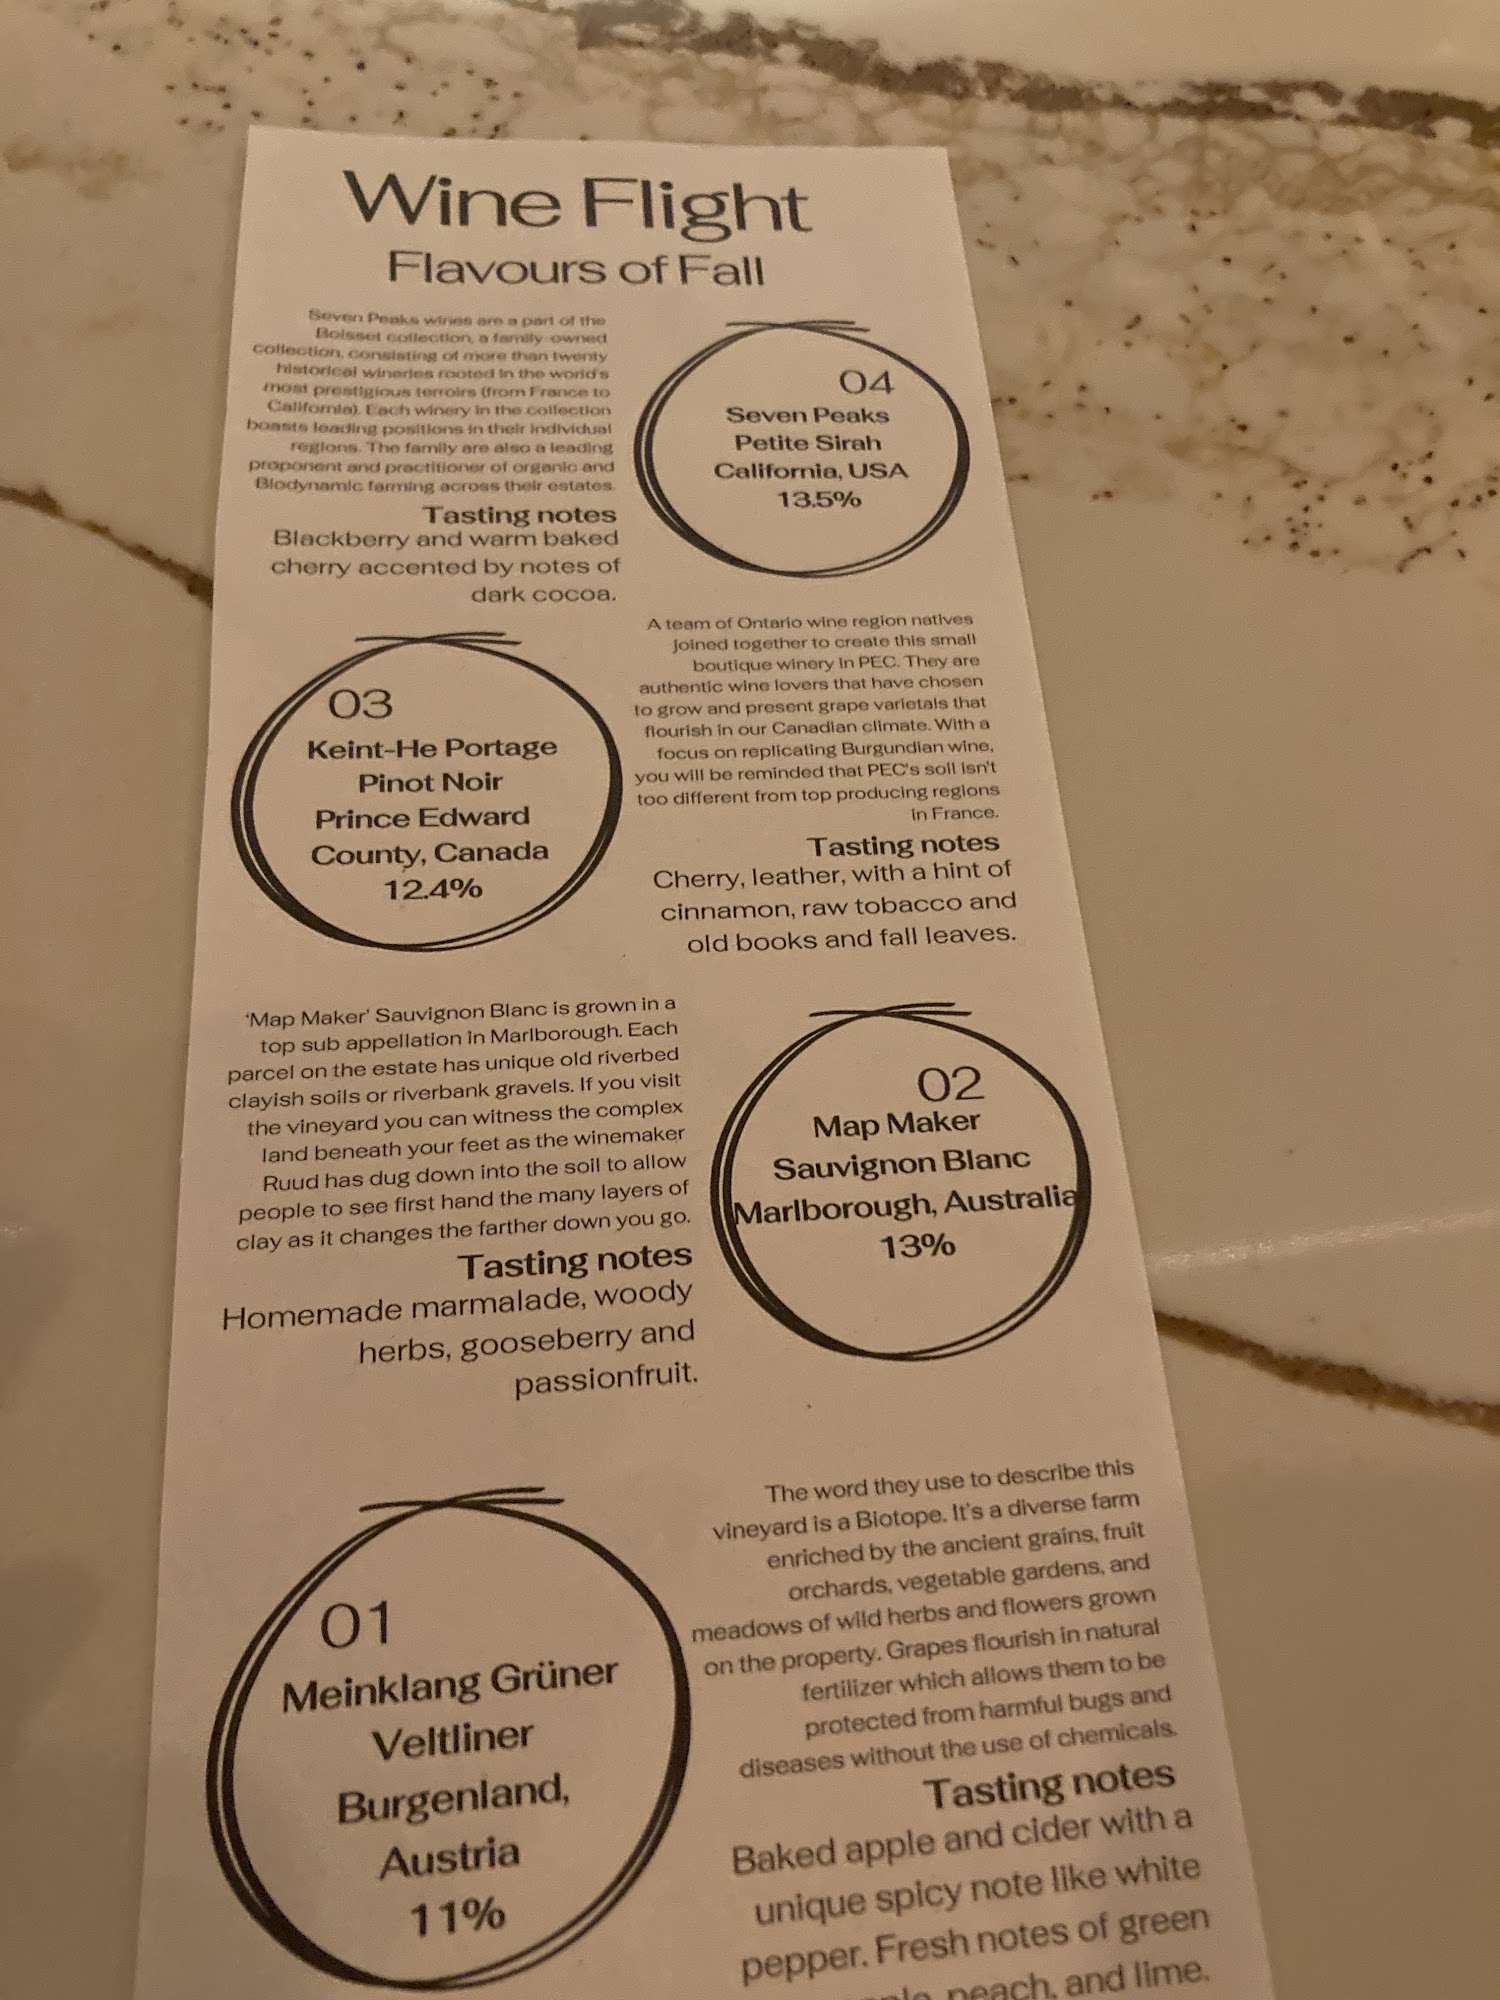 Wine Flight
Flavours of Fall
Seven Peaks wines are a part of the
Boisset collection, a family-owned
collection, consisting of more than twenty
historical wineries rooted in the world's
most prestigious terroirs (from France to
California). Each winery in the collection
boasts leading positions in their individual
regions. The family are also a leading
proponent and practitioner of organic and
Biodynamic farming across their estates.
Tasting notes
Blackberry and warm baked
cherry accented by notes of
dark cocoa.
04
Seven Peaks
Petite Sirah
California, USA
13.5%
03
Keint-He Portage
Pinot Noir
Prince Edward
County, Canada
12.4%
A team of Ontario wine region natives
joined together to create this small
boutique winery in PEC. They are
authentic wine lovers that have chosen
to grow and present grape varietals that
flourish in our Canadian climate. With a
focus on replicating Burgundian wine,
you will be reminded that PEC's soil isn't
too different from top producing regions
in France.
Tasting notes
Cherry, leather, with a hint of
cinnamon, raw tobacco and
old books and fall leaves.
'Map Maker' Sauvignon Blanc is grown in a
top sub appellation in Marlborough. Each
parcel on the estate has unique old riverbed
clayish soils or riverbank gravels. If you visit
the vineyard you can witness the complex
land beneath your feet as the winemaker
Ruud has dug down into the soil to allow
people to see first hand the many layers of
clay as it changes the farther down you go.
Tasting notes
Homemade marmalade, woody
herbs, gooseberry and
passionfruit.
02
Map Maker
Sauvignon Blanc
Marlborough, Australia
13%
01
Meinklang Grüner
Veltliner
Burgenland,
Austria
11%
The word they use to describe this
vineyard is a Biotope. It's a diverse farm
enriched by the ancient grains, fruit
orchards, vegetable gardens, and
meadows of wild herbs and flowers grown
on the property. Grapes flourish in natural
fertilizer which allows them to be
protected from harmful bugs and
diseases without the use of chemicals.
Tasting notes
Baked apple and cider with a
unique spicy note like white
pepper. Fresh notes of green
peach, and lime.